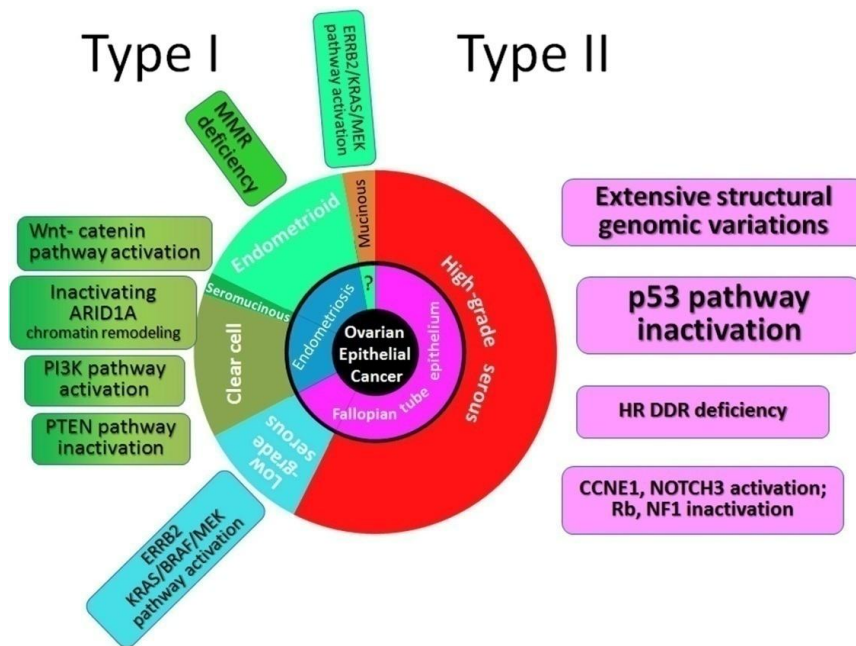 Type I
Type II
ERRB2/KRAS/MEK
pathway activation
MMR
deficiency
Wnt- catenin
pathway activation
Inactivating
ARID1A
chromatin remodeling
PI3K pathway
activation
PTEN pathway
inactivation
ERRB2
KRAS/BRAF/MEK
pathway activation
Mucinous
Endometrioid
Seromucinous
Clear cell
Low
-grade
serous
High-grade serous
?
Endometriosis
Fallopian tube epithelium
Ovarian
Epithelial
Cancer
Extensive structural
genomic variations
p53 pathway
inactivation
HR DDR deficiency
CCNE1, NOTCH3 activation;
Rb, NF1 inactivation